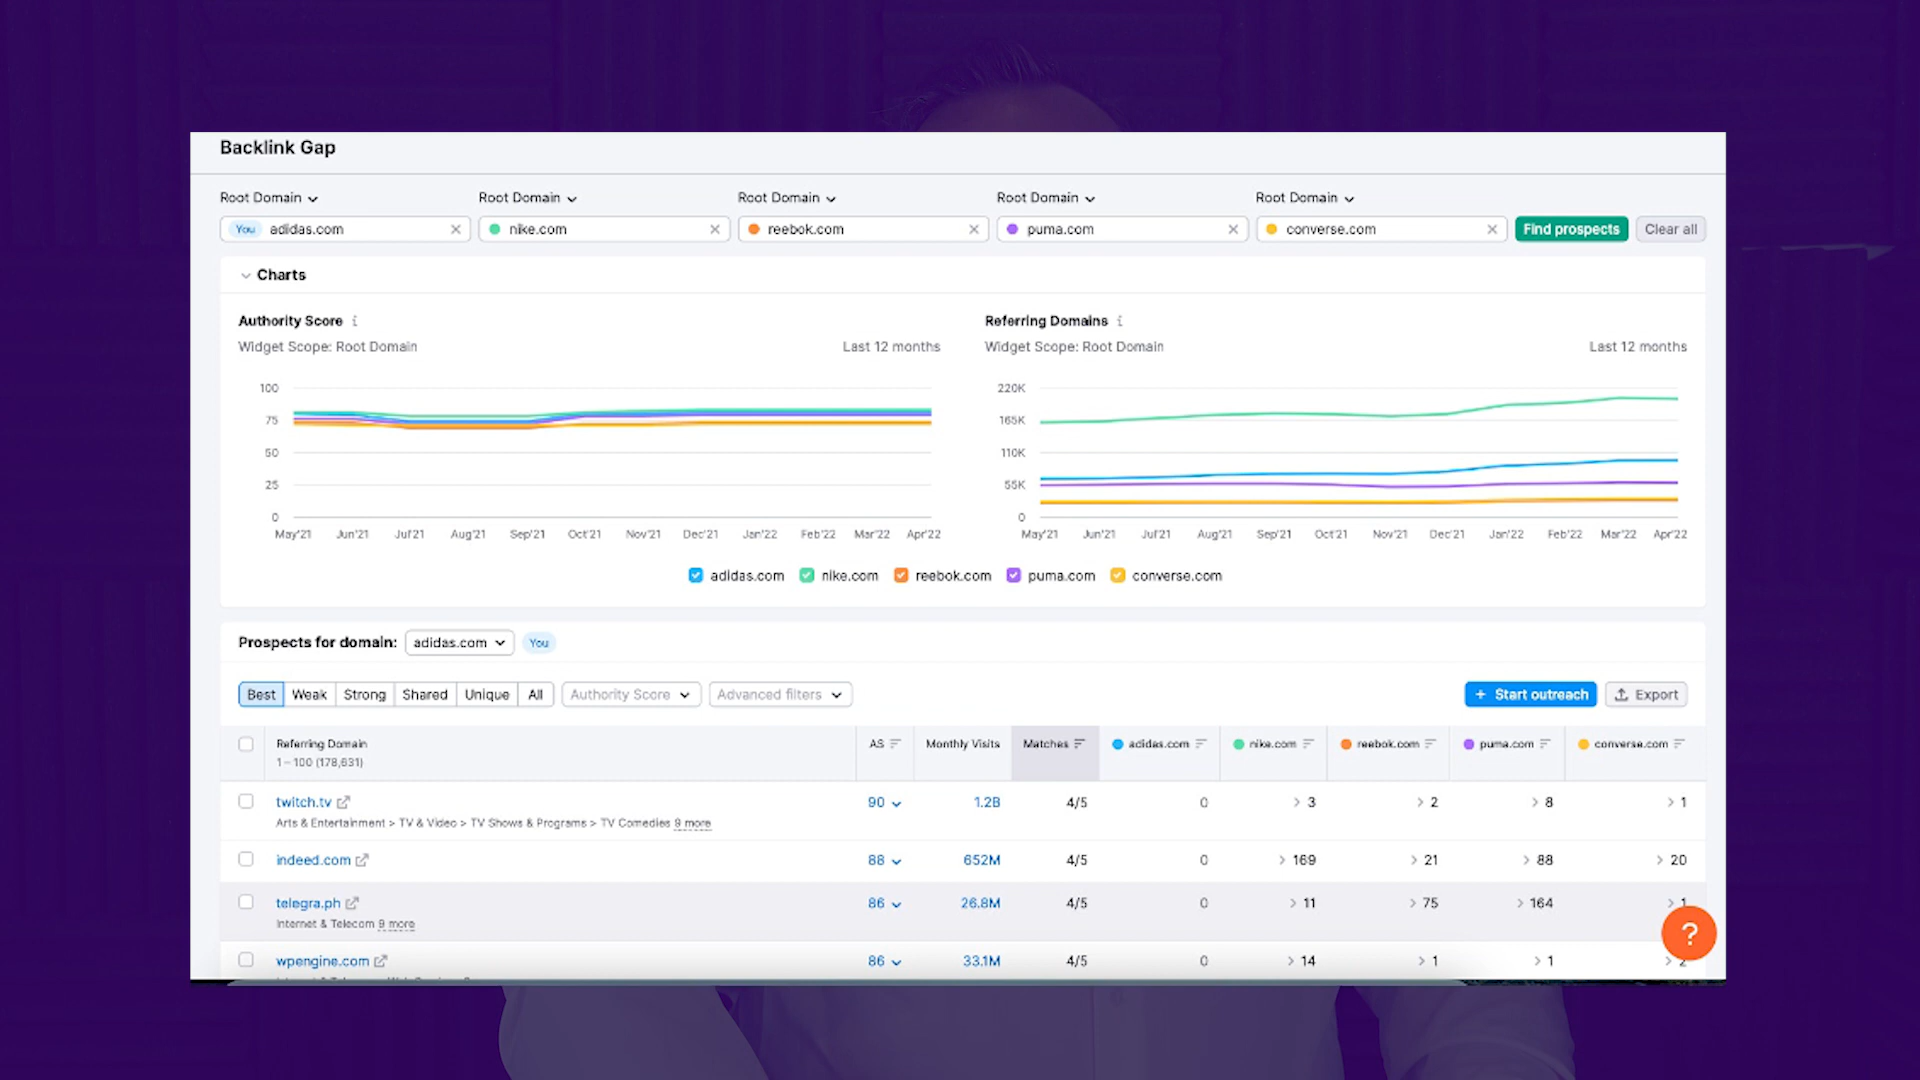 Backlink Gap
Root Domain Root Domain Root Domain Root Domain Root Domain
You adidas.com nike.com reebok.com puma.com converse.com Find prospects Clear all
Charts
Authority Score i Referring Domains i
Widget Scope: Root Domain Last 12 months Widget Scope: Root Domain Last 12 months
100 220K
75 165K
50 110K
25 55K
0 0
May'21 Jun'21 Jul'21 Aug'21 Sep'21 Oct'21 Nov'21 Dec'21 Jan'22 Feb'22 Mar'22 Apr'22 May'21 Jun'21 Jul'21 Aug'21 Sep'21 Oct'21 Nov'21 Dec'21 Jan'22 Feb'22 Mar'22 Apr'22
adidas.com nike.com reebok.com puma.com converse.com
Prospects for domain: adidas.com You
Best Weak Strong Shared Unique All Authority Score Advanced filters + Start outreach Export
Referring Domain AS Monthly Visits Matches adidas.com nike.com reebok.com puma.com converse.com
1 – 100 (178,631)
twitch.tv 90 1.2B 4/5 0 > 3 > 2 > 8 > 1
Arts & Entertainment > TV & Video > TV Shows & Programs > TV Comedies 9 more
indeed.com 88 652M 4/5 0 > 169 > 21 > 88 > 20
telegra.ph 86 26.8M 4/5 0 > 11 > 75 > 164 > 1
Internet & Telecom 9 more
?
wpengine.com 86 33.1M 4/5 0 > 14 > 1 > 1 > 2